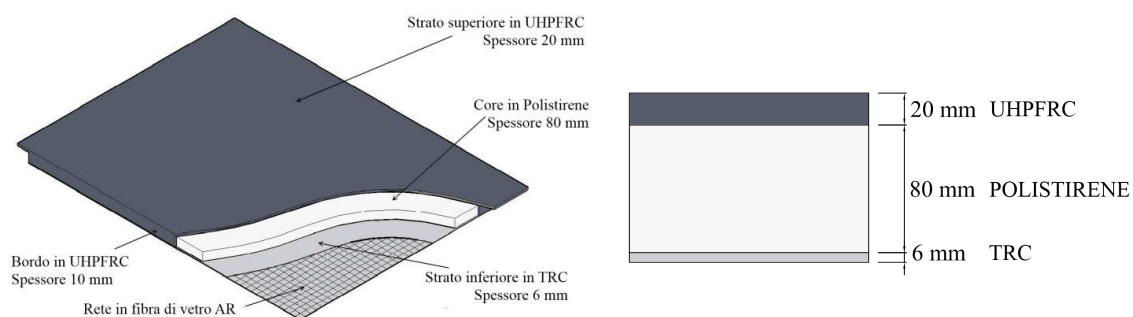 Strato superiore in UHPFRC
Spessore 20 mm
Core in Polistirene
Spessore 80 mm
Bordo in UHPFRC
Spessore 10 mm
Strato inferiore in TRC
Spessore 6 mm
Rete in fibra di vetro AR
20 mm UHPFRC
80 mm POLISTIRENE
6 mm TRC